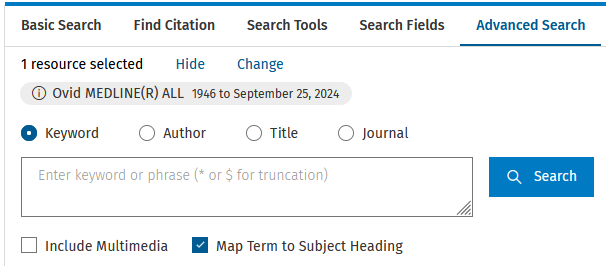 Basic Search Find Citation Search Tools Search Fields Advanced Search
1 resource selected Hide Change
Ovid MEDLINE(R) ALL 1946 to September 25, 2024
Keyword Author Title Journal
Enter keyword or phrase (* or $ for truncation) Search
Include Multimedia Map Term to Subject Heading